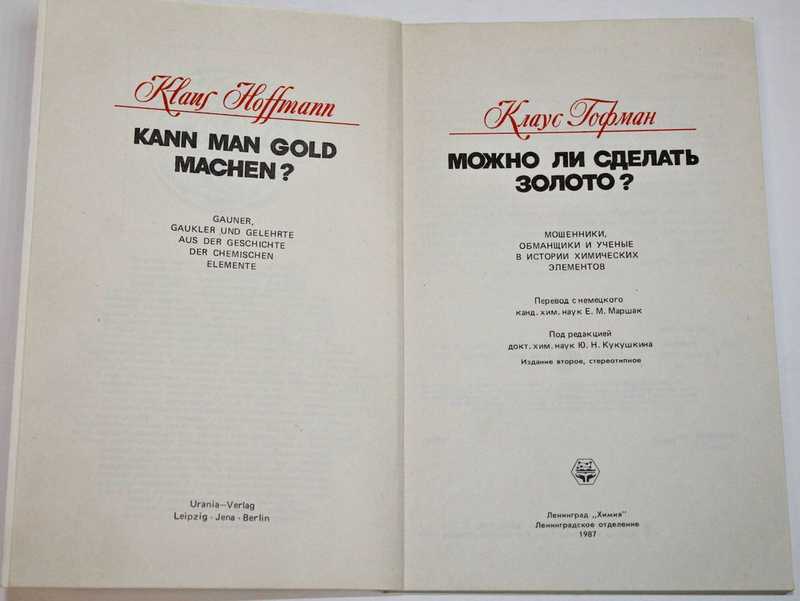 Klaus Hoffmann
KANN MAN GOLD
MACHEN?
GAUNER,
GAUKLER UND GELEHRTE
AUS DER GESCHICHTE
DER CHEMISCHEN
ELEMENTE
Urania—Verlag
Leipzig · Jena · Berlin
Клаус Гофман
МОЖНО ЛИ СДЕЛАТЬ
ЗОЛОТО?
МОШЕННИКИ,
ОБМАНЩИКИ И УЧЕНЫЕ
В ИСТОРИИ ХИМИЧЕСКИХ
ЭЛЕМЕНТОВ
Перевод с немецкого
канд. хим. наук Е. М. Маршак
Под редакцией
докт. хим. наук Ю. Н. Кукушкина
Издание второе, стереотипное
Ленинград „Химия"
Ленинградское отделение
1987